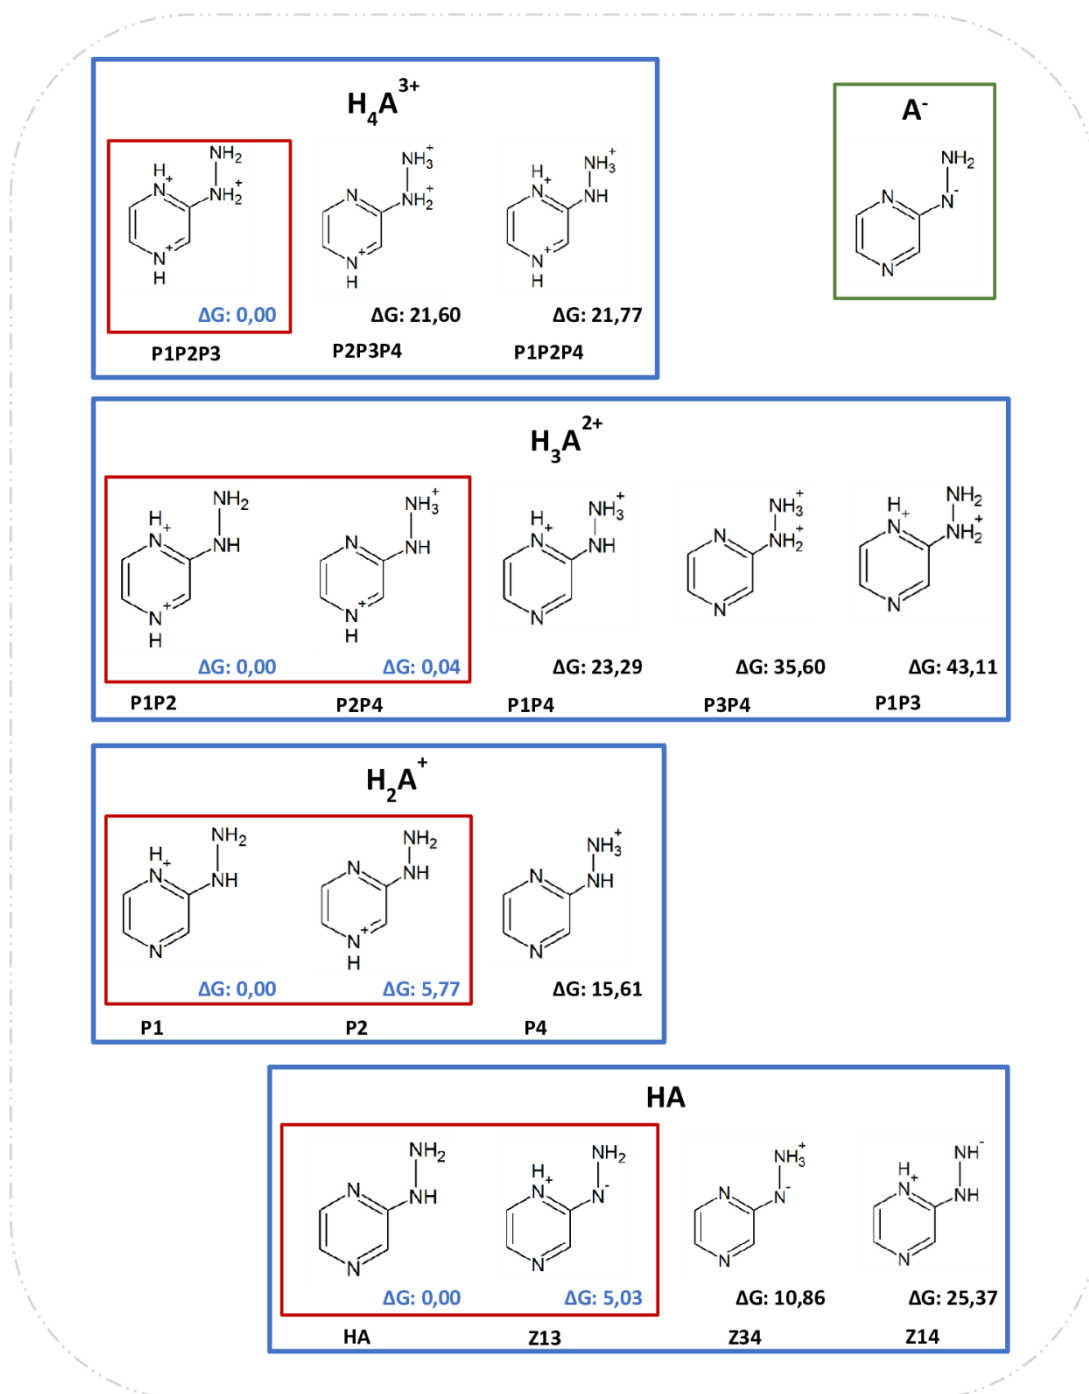 H₄A³⁺
A⁻
NH₂
H
N⁺
NH₂⁺
N⁺
H
NH₃⁺
N
NH₂⁺
N⁺
H
NH₃⁺
H
N⁺
NH
N⁺
H
NH₂
N
N⁻
N
ΔG: 0,00
ΔG: 21,60
ΔG: 21,77
P1P2P3
P2P3P4
P1P2P4
H₃A²⁺
NH₂
H
N⁺
NH
N⁺
H
NH₃⁺
N
NH
N⁺
H
NH₃⁺
H
N⁺
NH
N
NH₃⁺
N
NH₂⁺
N
NH₂
H
N⁺
NH₂⁺
N
ΔG: 0,00
ΔG: 0,04
ΔG: 23,29
ΔG: 35,60
ΔG: 43,11
P1P2
P2P4
P1P4
P3P4
P1P3
H₂A⁺
NH₂
H
N⁺
NH
N
NH₂
N
NH
N⁺
H
NH₃⁺
N
NH
N
ΔG: 0,00
ΔG: 5,77
ΔG: 15,61
P1
P2
P4
HA
NH₂
N
NH
N
NH₂
H
N⁺
N⁻
N
NH₃⁺
N
N⁻
N
NH⁻
H
N⁺
NH
N
ΔG: 0,00
ΔG: 5,03
ΔG: 10,86
ΔG: 25,37
HA
Z13
Z34
Z14